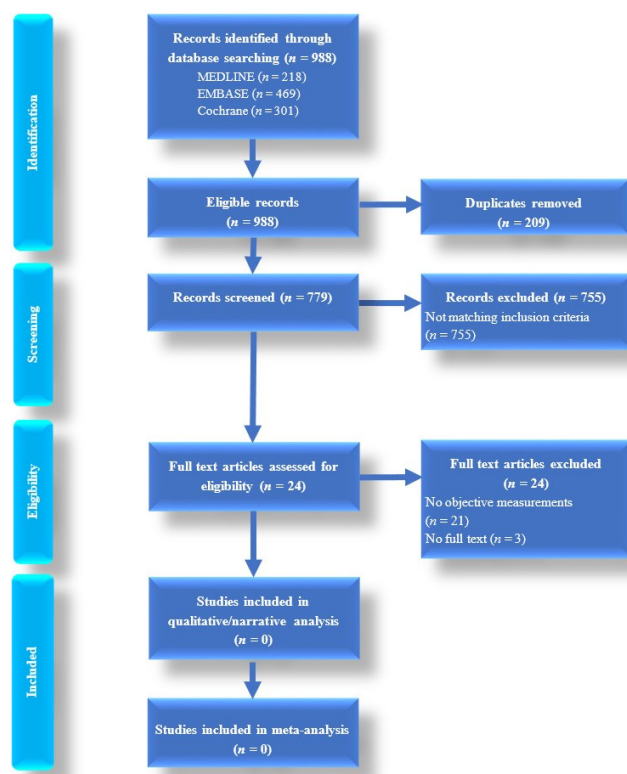 Identification
Records identified through
database searching (n = 988)
MEDLINE (n = 218)
EMBASE (n = 469)
Cochrane (n = 301)
Eligible records
(n = 988)
Duplicates removed
(n = 209)
Screening
Records screened (n = 779)
Records excluded (n = 755)
Not matching inclusion criteria
(n = 755)
Eligibility
Full text articles assessed for
eligibility (n = 24)
Full text articles excluded
(n = 24)
No objective measurements
(n = 21)
No full text (n = 3)
Included
Studies included in
qualitative/narrative analysis
(n = 0)
Studies included in meta-analysis
(n = 0)